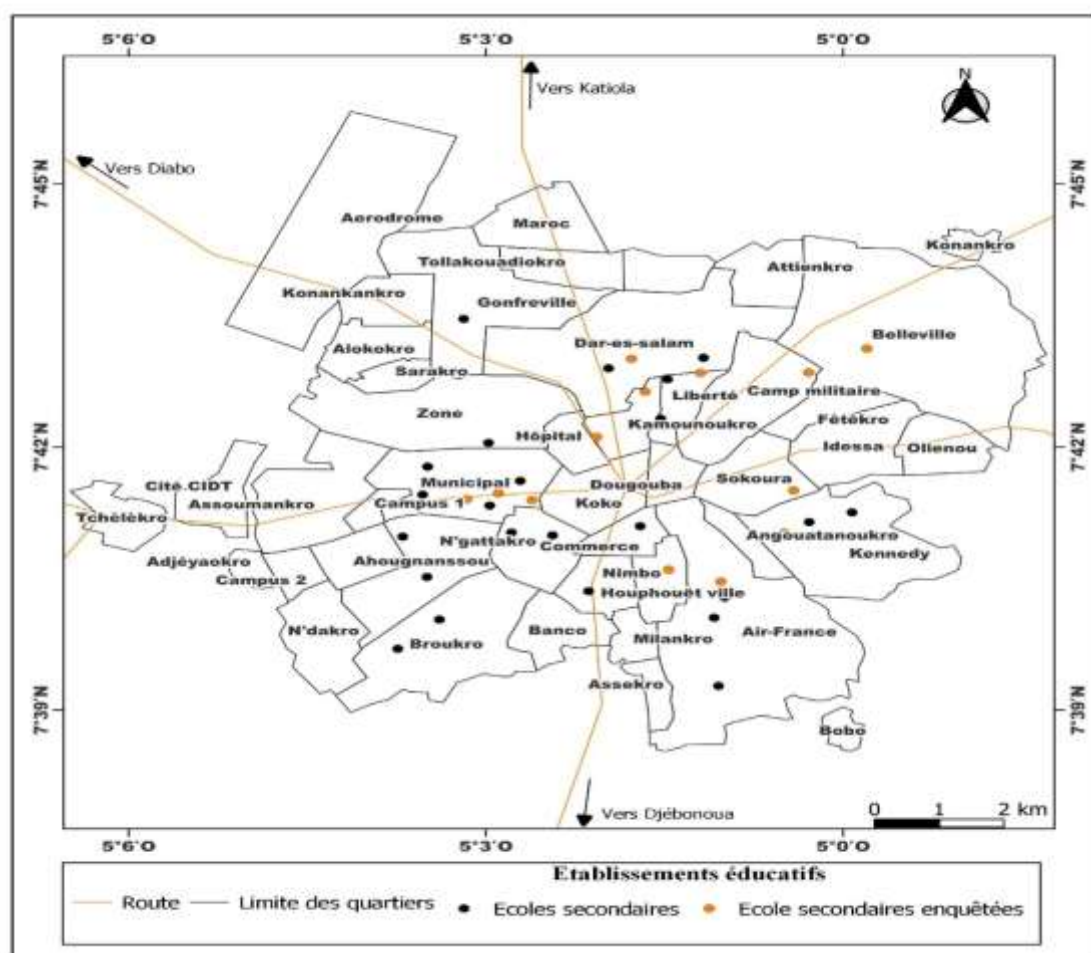 5°6'O 5°3'O 5°0'O
N
Vers Katiola
Vers Diabo
7°45'N 7°45'N
Aerodrome
Maroc
Konankro
Tollakouadiokro
Attienkro
Konankankro
Gonfreville
Belleville
Dar-es-salam
Alokokro
Sarakro
Liberté
Camp militaire
Zone
Fêtêkro
Hôpital
Kamounoukro
7°42'N 7°42'N
Idessa
Olienou
Cité CIDT
Municipal
Dougouba
Sokoura
Assoumankro
Campus 1
Koko
Tchêlêkro
N'gattakro
Commerce
Angouatanoukro
Adjéyaokro
Ahougnanssou
Kennedy
Campus 2
Nimbo
Houphouët ville
N'dakro
Broukro
Banco
Milankro
Air-France
Assekro
7°39'N 7°39'N
Bobo
Vers Djébonoua
0 1 2 km
5°6'O 5°3'O 5°0'O
Etablissements éducatifs
Route Limite des quartiers Ecoles secondaires Ecole secondaires enquêtées